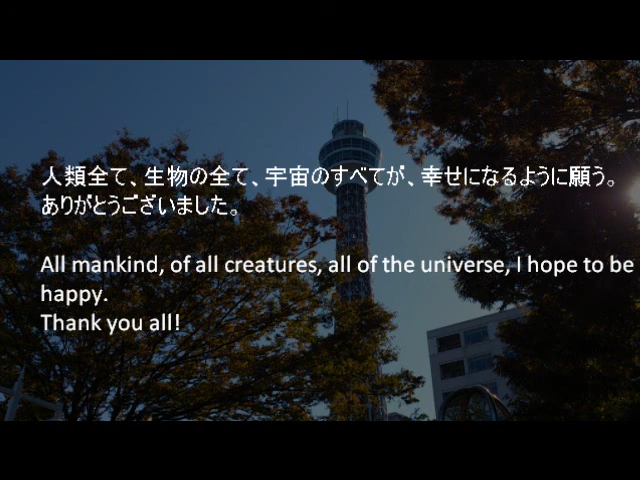 人類全て、生物の全て、宇宙のすべてが、幸せになるように願う。
ありがとうございました。
All mankind, of all creatures, all of the universe, I hope to be
happy.
Thank you all!